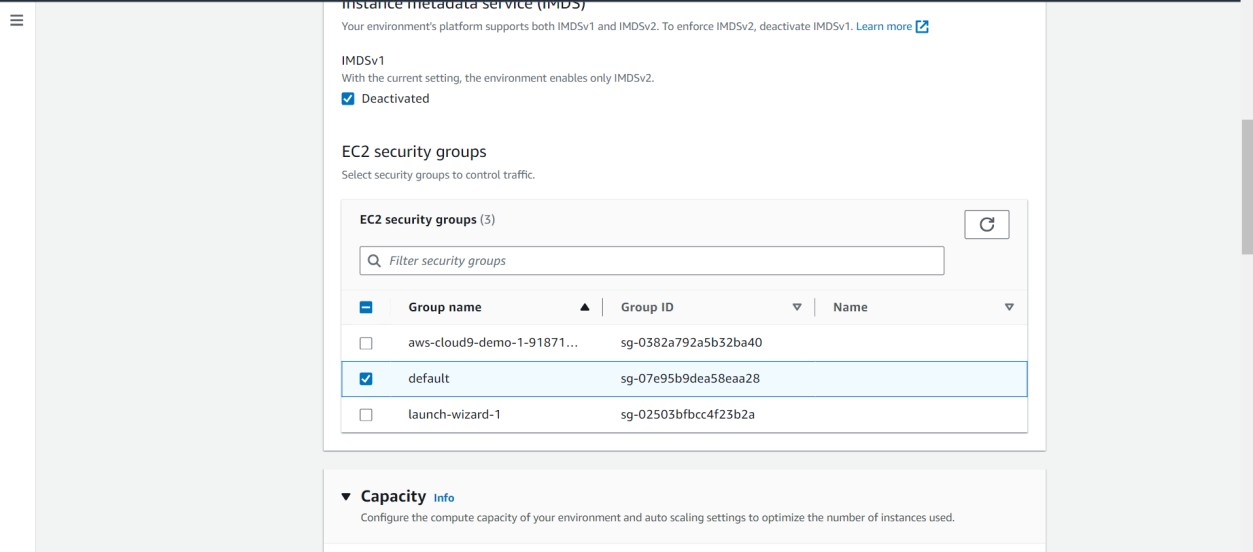 Instance metadata service (IMDS)
Your environment's platform supports both IMDSv1 and IMDSv2. To enforce IMDSv2, deactivate IMDSv1. Learn more
IMDSv1
With the current setting, the environment enables only IMDSv2.
Deactivated
EC2 security groups
Select security groups to control traffic.
EC2 security groups (3)
Filter security groups
Group name Group ID Name
aws-cloud9-demo-1-91871... sg-0382a792a5b32ba40
default sg-07e95b9dea58eaa28
launch-wizard-1 sg-02503bfbcc4f23b2a
Capacity Info
Configure the compute capacity of your environment and auto scaling settings to optimize the number of instances used.